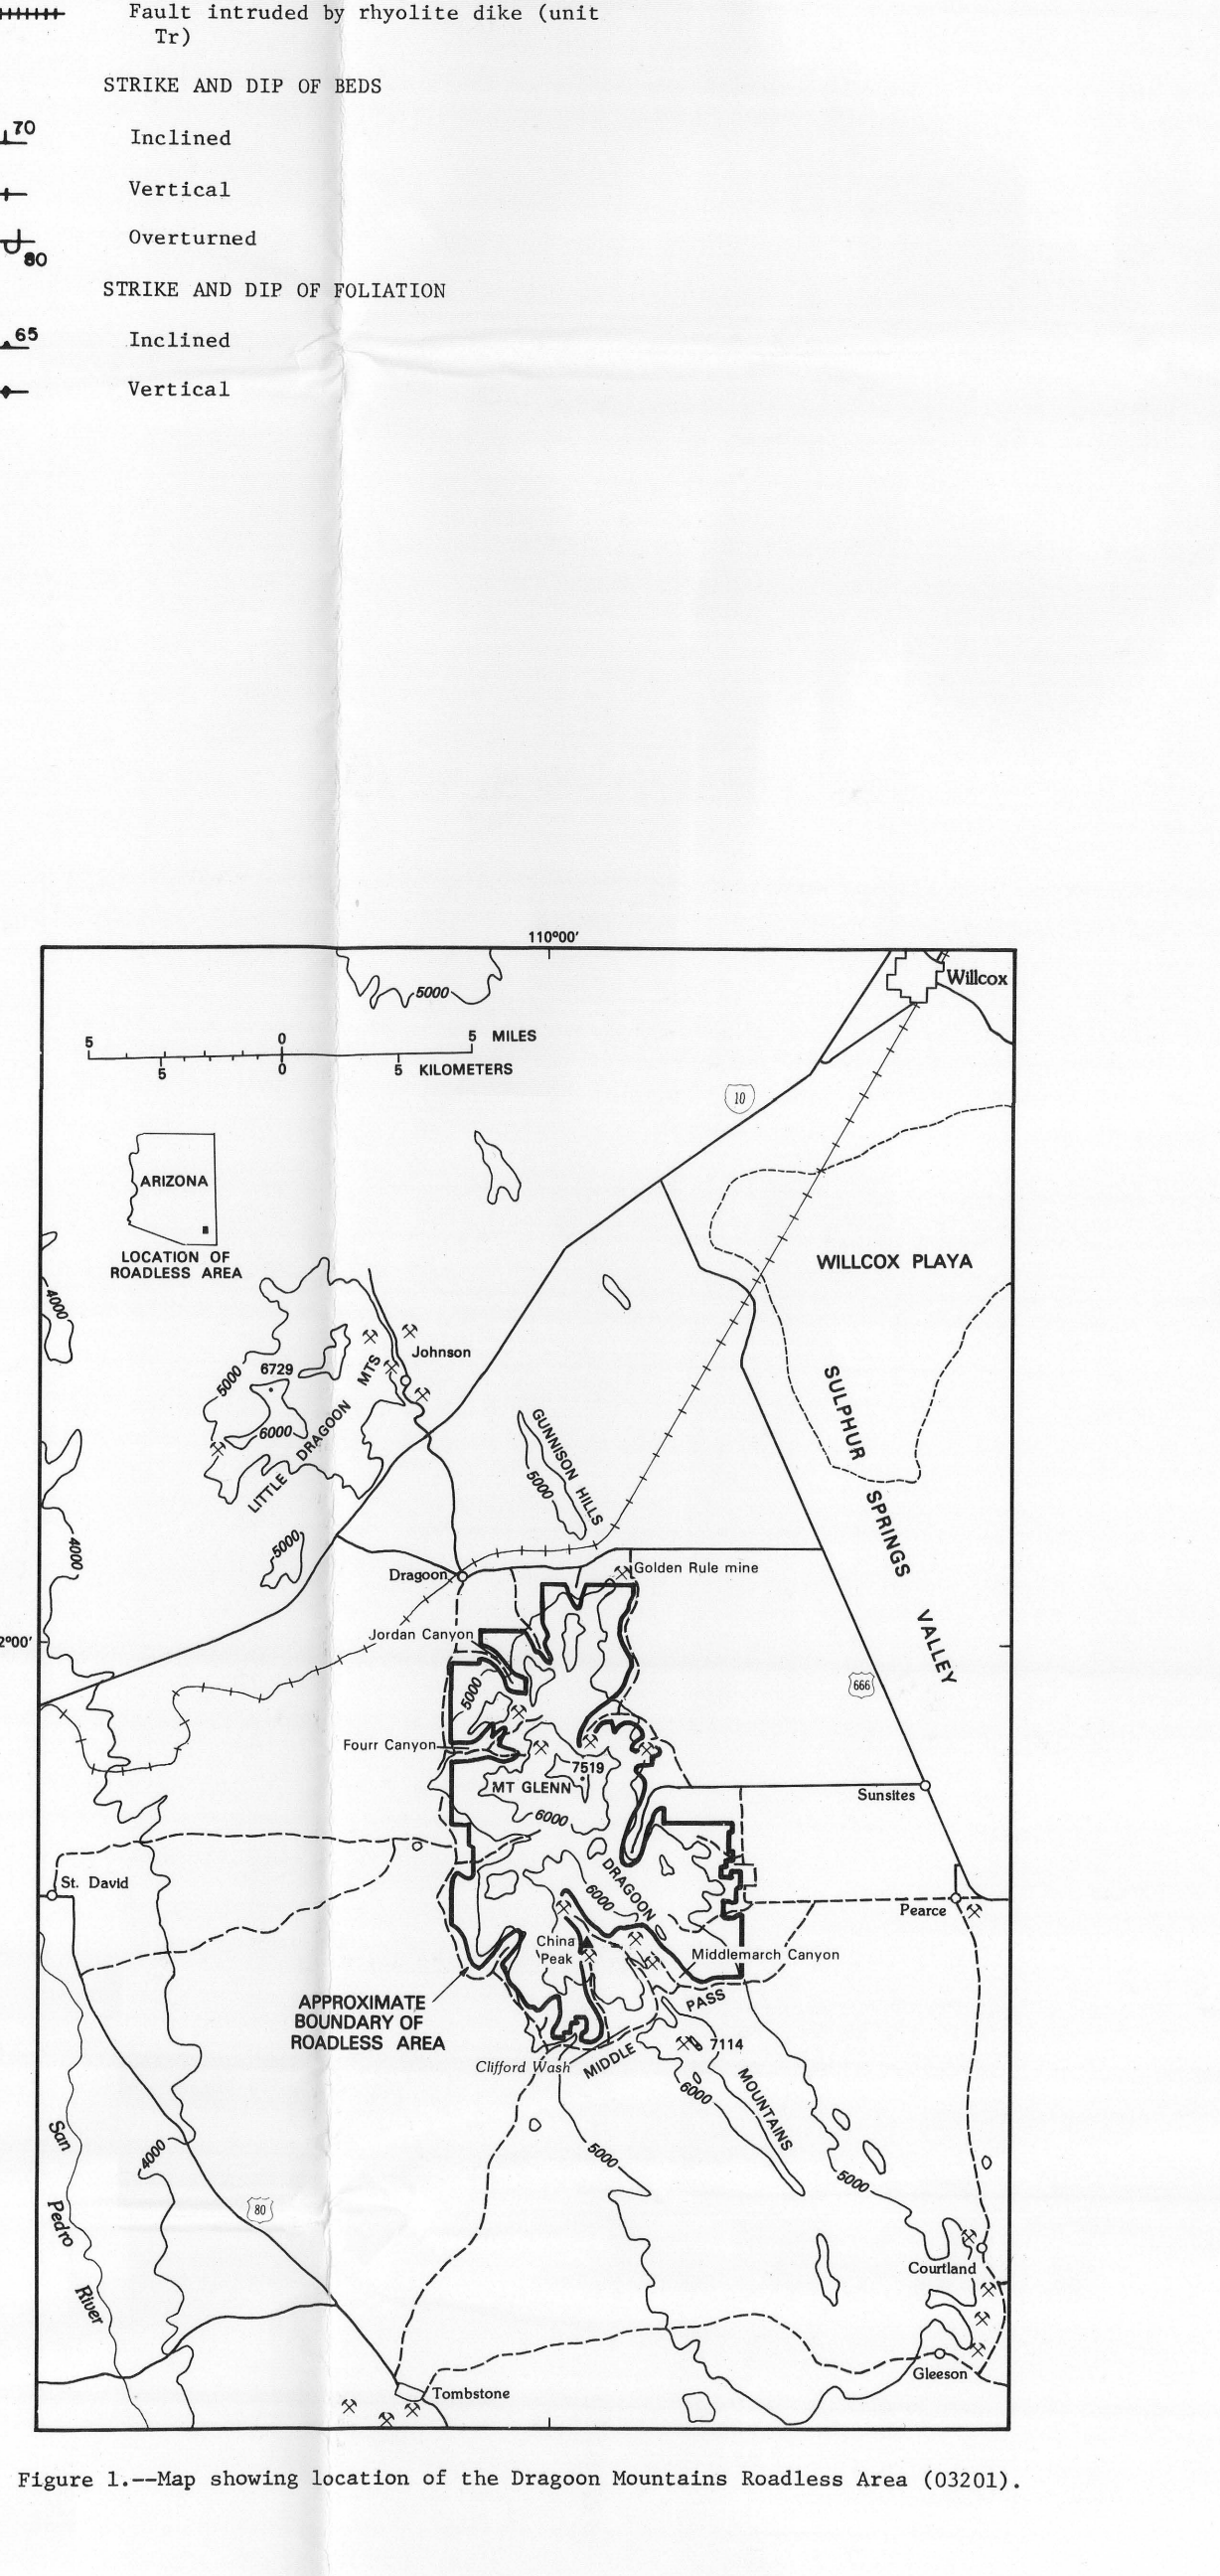 Fault intruded by rhyolite dike (unit
Tr)
STRIKE AND DIP OF BEDS
70
Inclined
Vertical
Overturned
80
STRIKE AND DIP OF FOLIATION
65
Inclined
Vertical
110°00'
Willcox
5000
5 0 5 MILES
5 0 5 KILOMETERS
10
ARIZONA
LOCATION OF
ROADLESS AREA
WILLCOX PLAYA
4000
Johnson
6729
5000
MTS
6000
DRAGOON
LITTLE
GUNNISON HILLS
5000
SULPHUR
SPRINGS
VALLEY
4000
5000
Dragoon
Golden Rule mine
2°00'
Jordan Canyon
5000
666
Fourr Canyon
7519
MT GLENN
6000
Sunsites
St. David
DRAGOON
6000
Pearce
China
Peak
Middlemarch Canyon
APPROXIMATE
BOUNDARY OF
ROADLESS AREA
PASS
MIDDLE
7114
Clifford Wash
6000
MOUNTAINS
San
Pedro
River
4000
5000
5000
80
Courtland
Gleeson
Tombstone
Figure 1.--Map showing location of the Dragoon Mountains Roadless Area (03201).